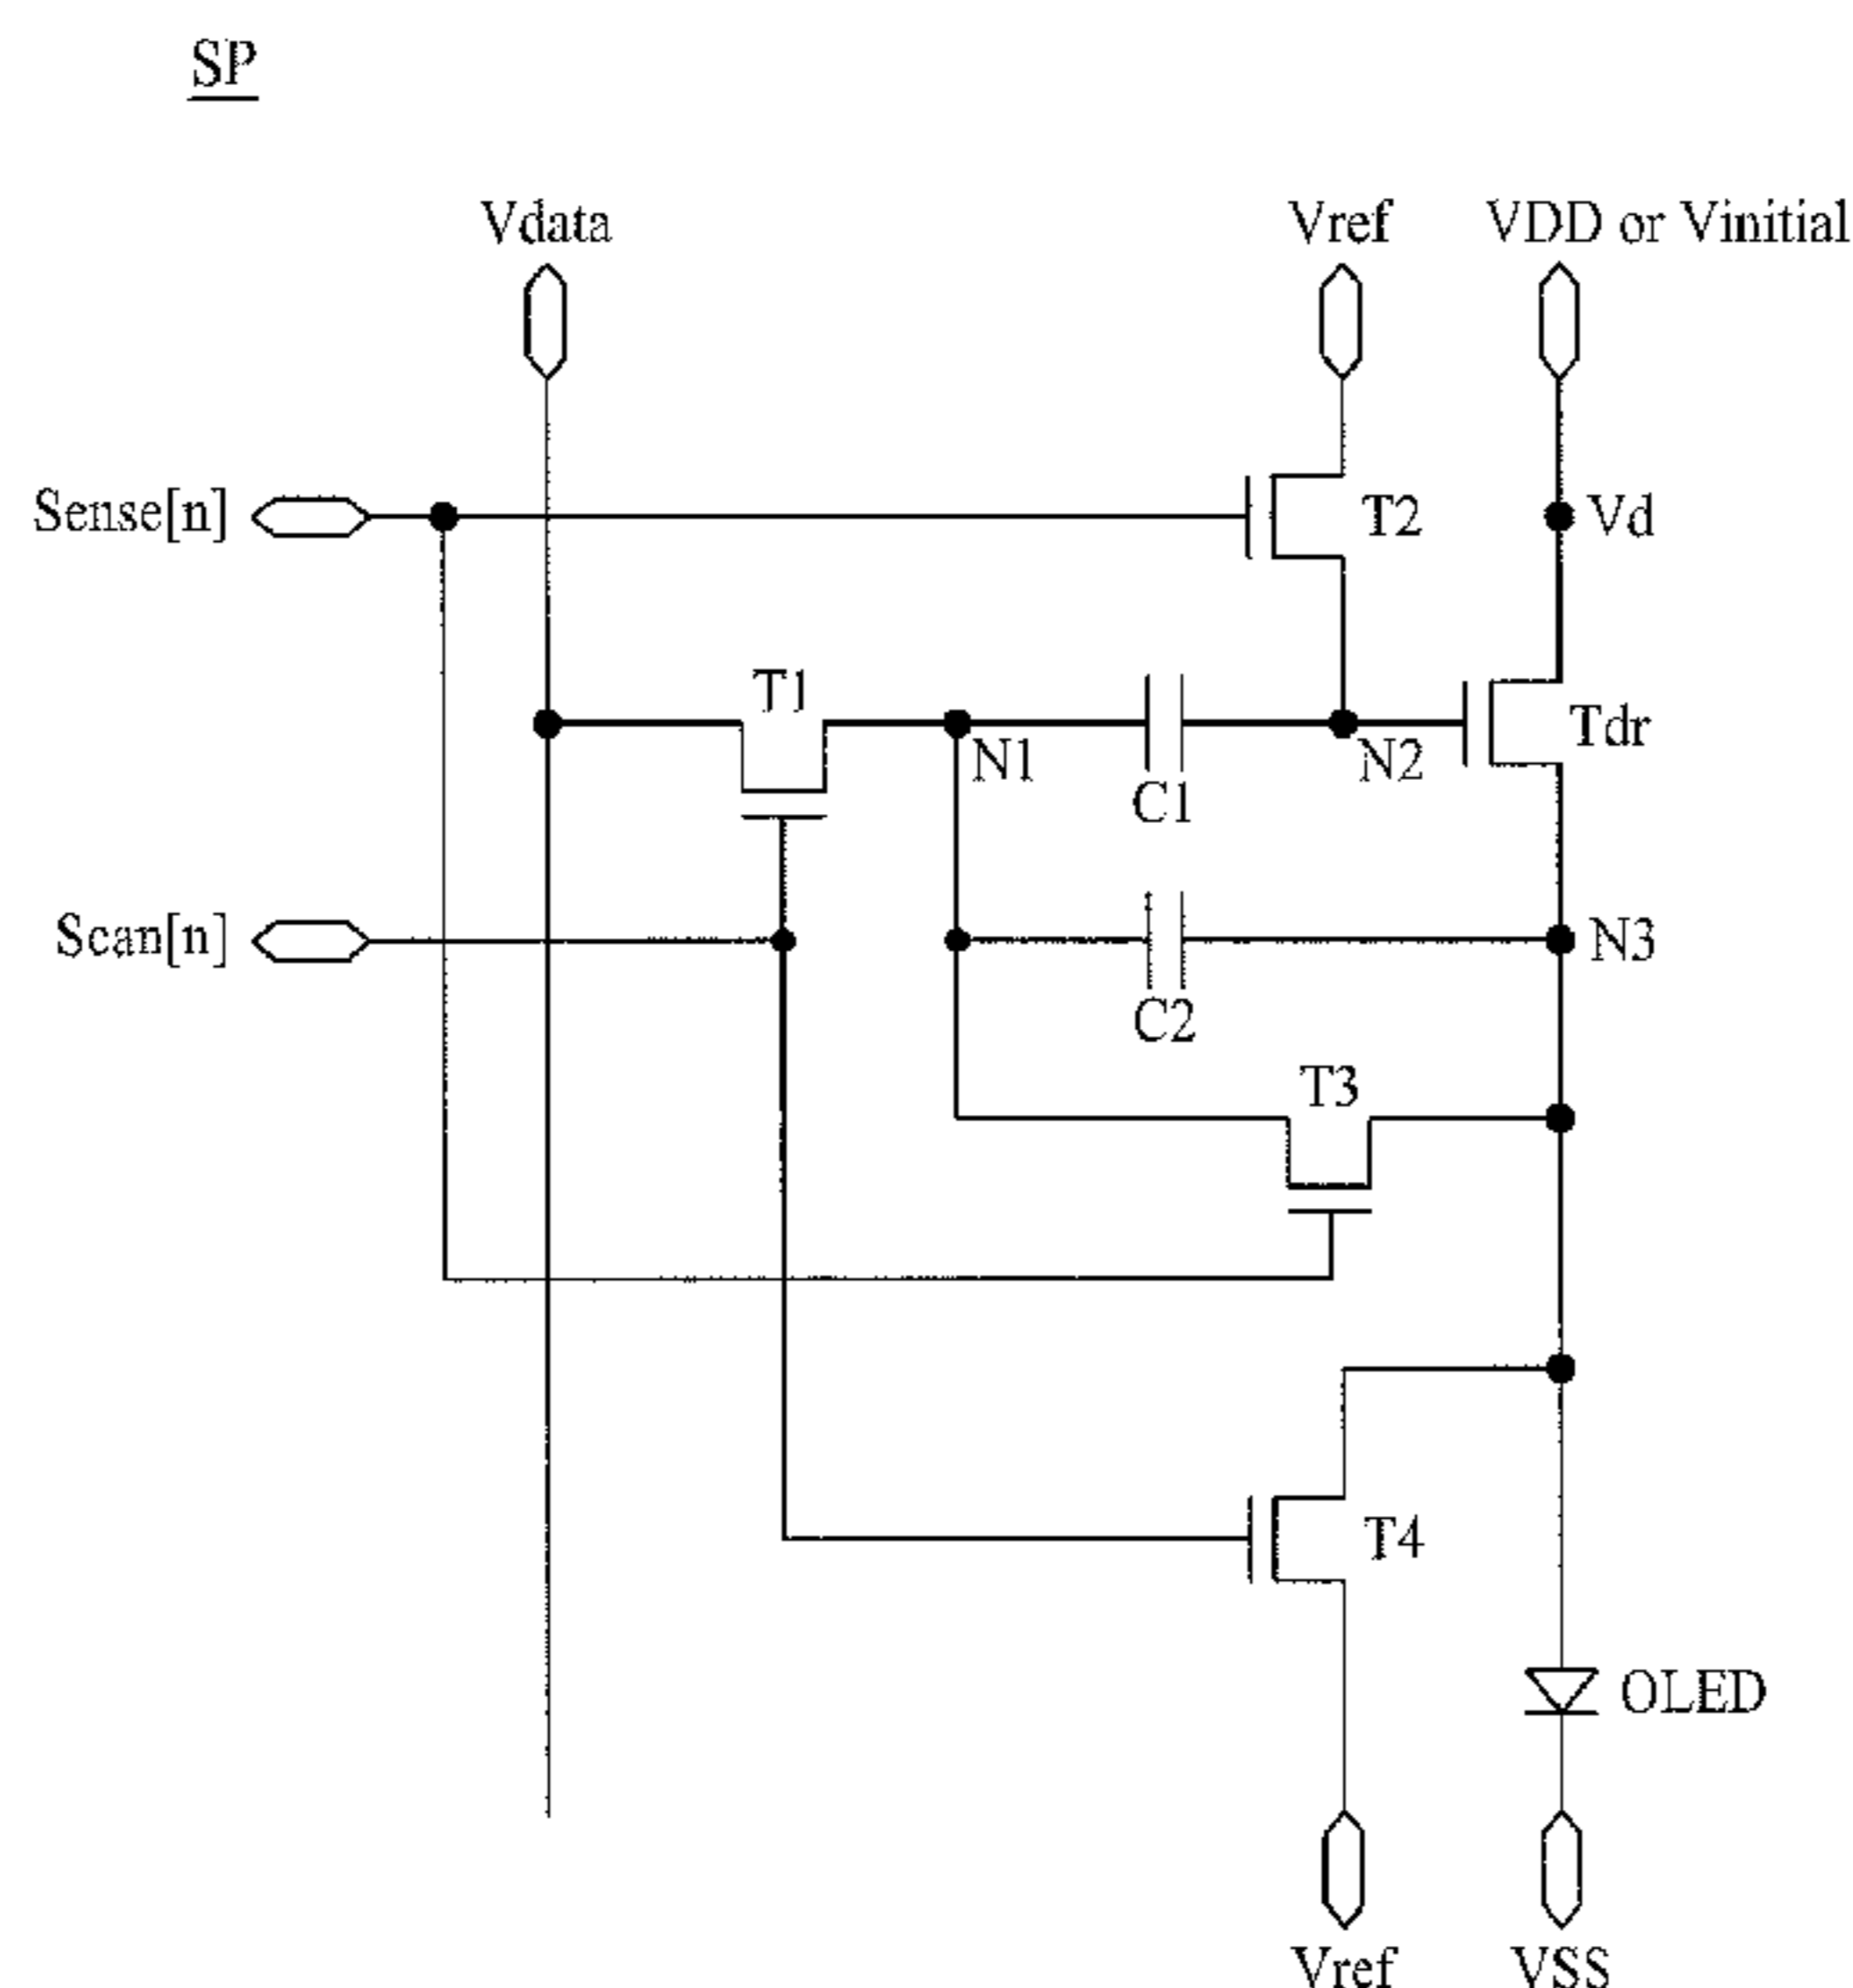 SP
Vdata
Vref
VDD or Vinitial
Sense[n]
T2
Vd
T1
Tdr
N1
N2
C1
Scan[n]
N3
C2
T3
T4
OLED
Vref
VSS